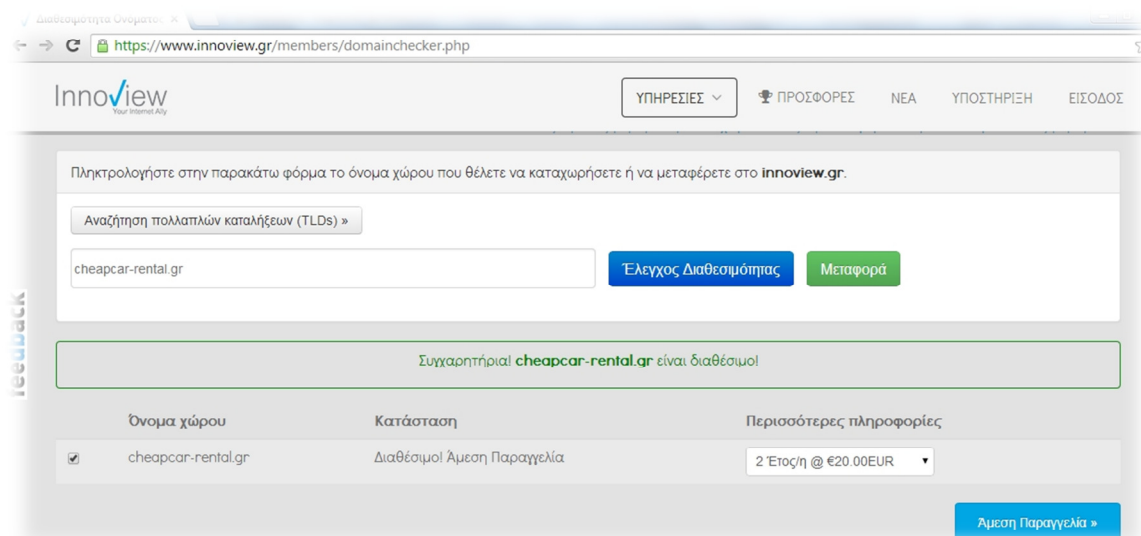 Διαθεσιμότητα Ονόματος ×
https://www.innoview.gr/members/domainchecker.php
Innoview
Your Internet Ally
ΥΠΗΡΕΣΙΕΣ
ΠΡΟΣΦΟΡΕΣ
ΝΕΑ
ΥΠΟΣΤΗΡΙΞΗ
ΕΙΣΟΔΟΣ
Πληκτρολογήστε στην παρακάτω φόρμα το όνομα χώρου που θέλετε να καταχωρήσετε ή να μεταφέρετε στο innoview.gr.
Αναζήτηση πολλαπλών καταλήξεων (TLDs) »
cheapcar-rental.gr
Έλεγχος Διαθεσιμότητας
Μεταφορά
feedback
Συγχαρητήρια! cheapcar-rental.gr είναι διαθέσιμο!
Όνομα χώρου Κατάσταση Περισσότερες πληροφορίες
cheapcar-rental.gr Διαθέσιμο! Άμεση Παραγγελία 2 Έτος/η @ €20.00EUR
Άμεση Παραγγελία »